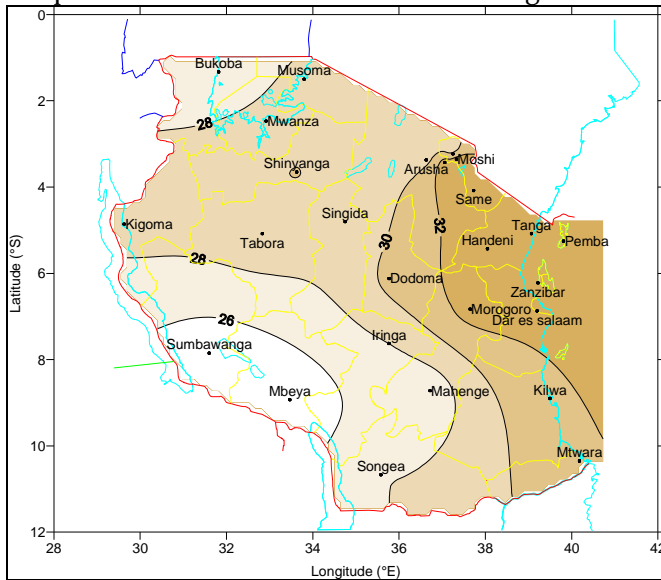 0
Bukoba
Musoma
2
28
Mwanza
Shinyanga
Arusha
Moshi
4
Same
Kigoma
Singida
Tabora
30
32
Tanga
Handeni
Pemba
28
6
Dodoma
Zanzibar
Morogoro
Dar es salaam
26
Sumbawanga
Iringa
8
Mbeya
Mahenge
Kilwa
10
Songea
Mtwara
12
28 30 32 34 36 38 40 42
Latitude (°S)
Longitude (°E)